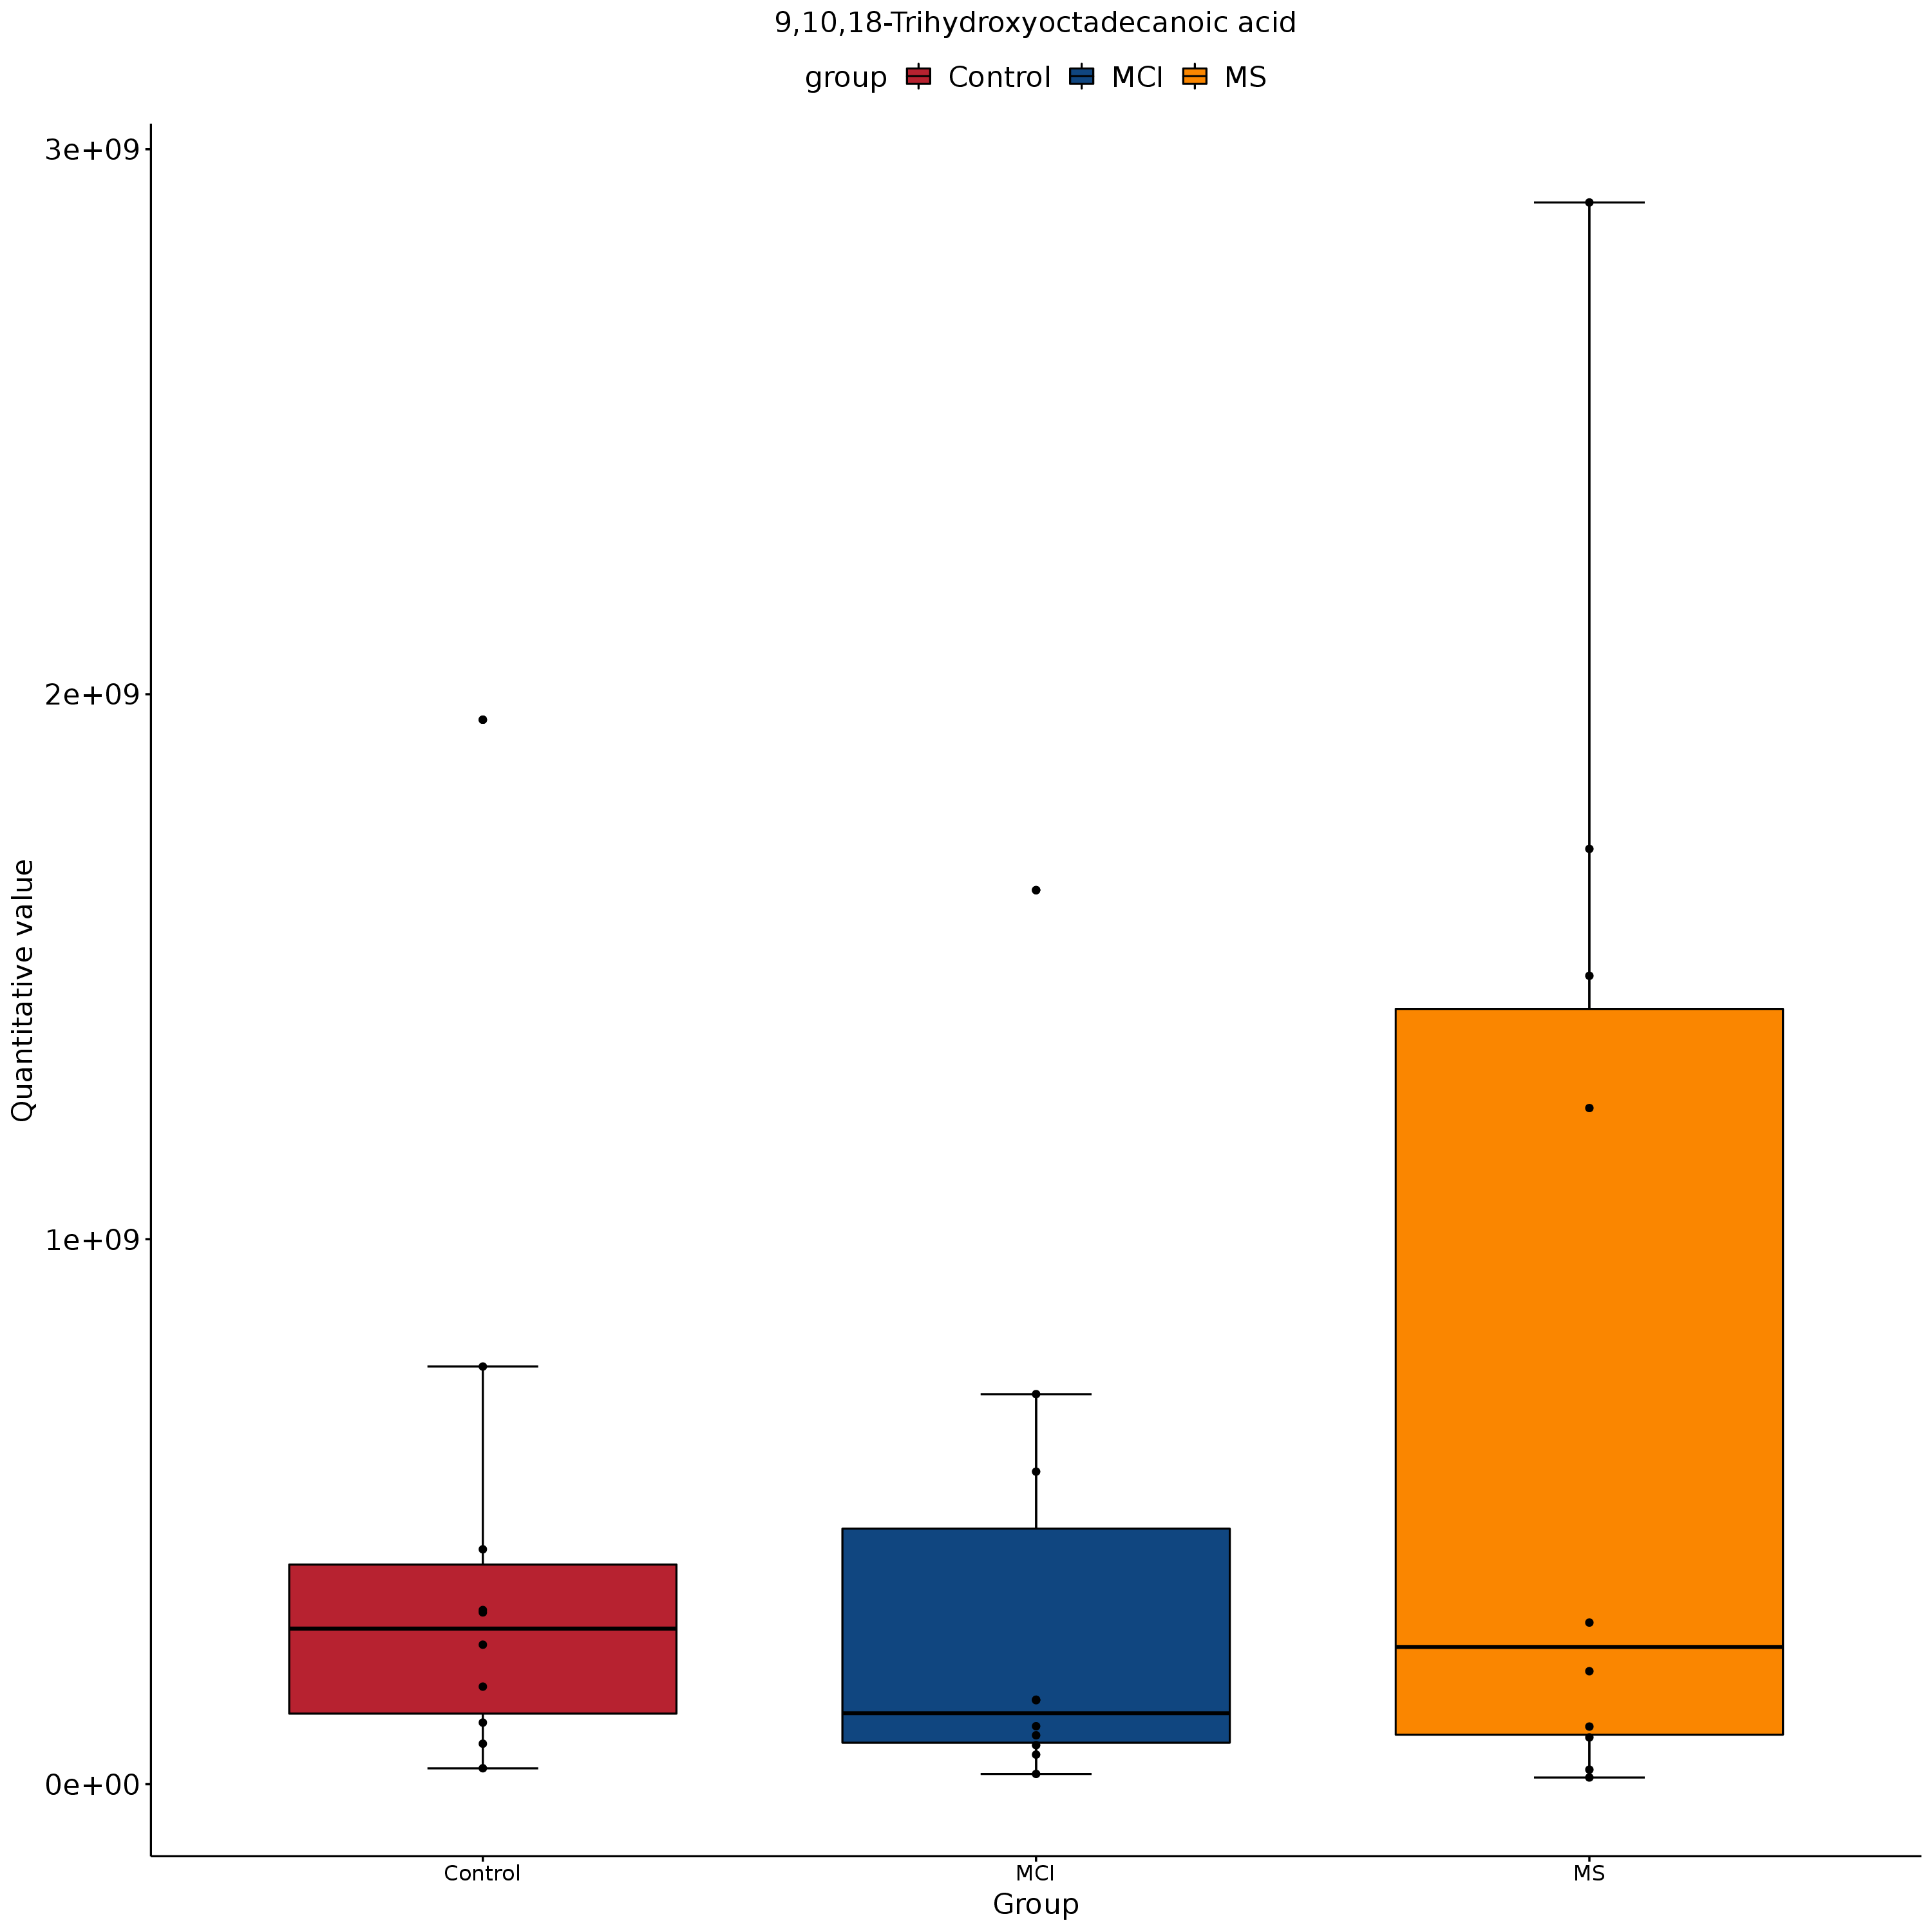 9,10,18-Trihydroxyoctadecanoic acid
group Control MCI MS
3e+09
2e+09
1e+09
0e+00
Quantitative value
Control MCI MS
Group